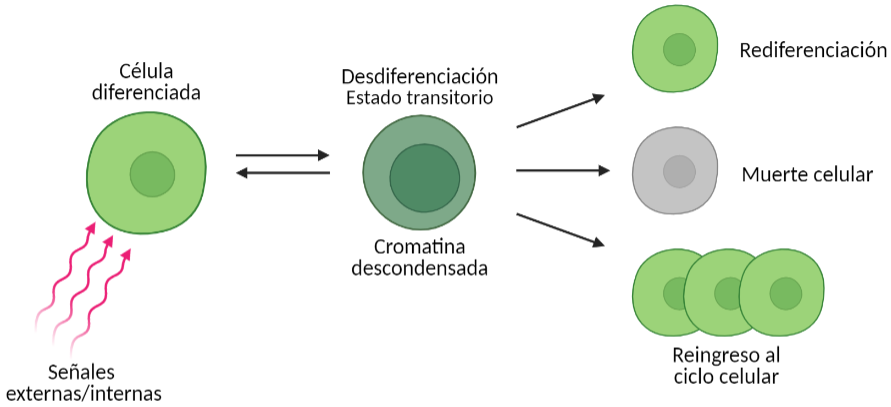 Célula
diferenciada
Señales
externas/internas
Desdiferenciación
Estado transitorio
Cromatina
descondensada
Rediferenciación
Muerte celular
Reingreso al
ciclo celular